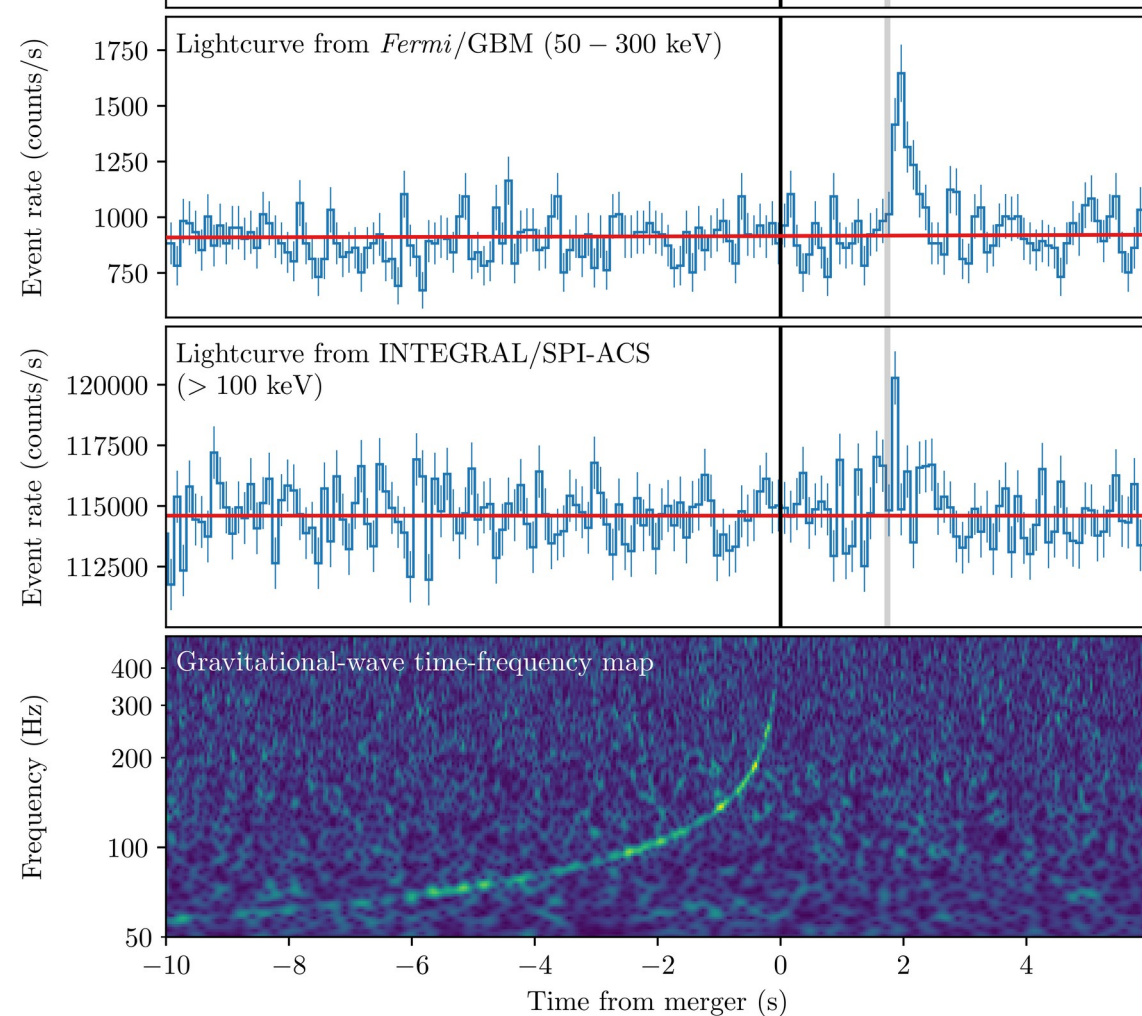 Lightcurve from Fermi/GBM (50 − 300 keV)
Event rate (counts/s)
1750
1500
1250
1000
750
Lightcurve from INTEGRAL/SPI-ACS
(> 100 keV)
Event rate (counts/s)
120000
117500
115000
112500
Gravitational-wave time-frequency map
Frequency (Hz)
400
300
200
100
50
−10 −8 −6 −4 −2 0 2 4
Time from merger (s)